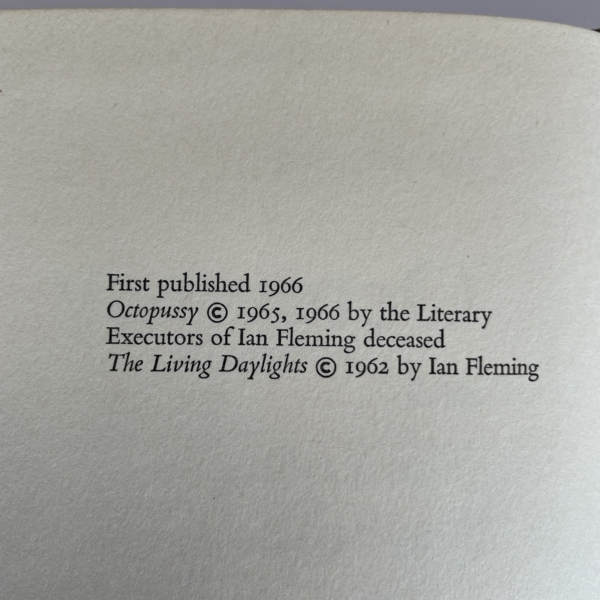 First published 1966
Octopussy © 1965, 1966 by the Literary
Executors of Ian Fleming deceased
The Living Daylights © 1962 by Ian Fleming